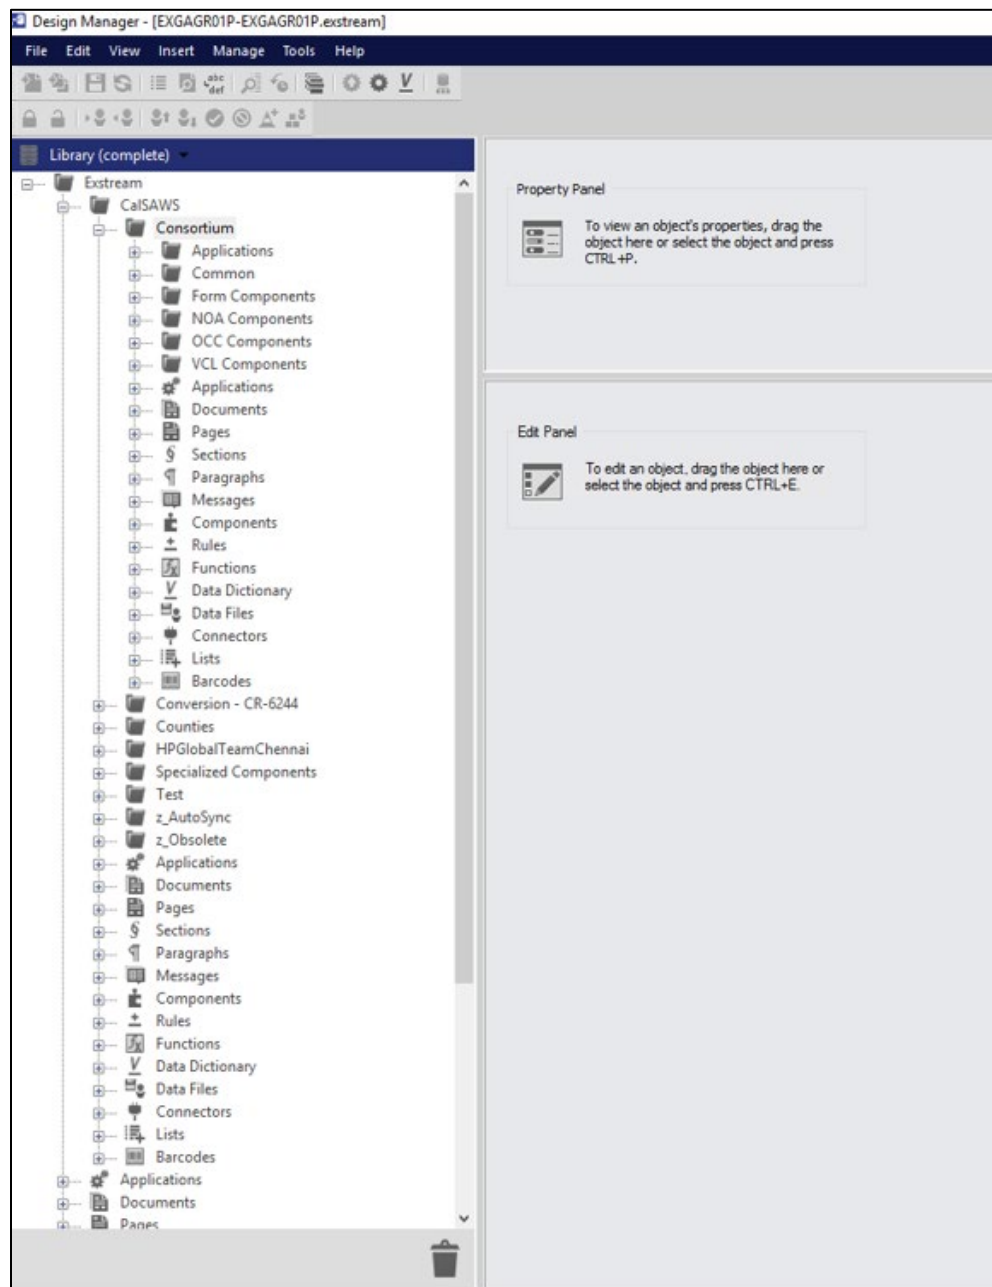 Design Manager - [EXGAGR01P-EXGAGR01P.exstream]
File Edit View Insert Manage Tools Help
abc
def
Library (complete)
Exstream
CalSAWS
Consortium
Applications
Common
Form Components
NOA Components
OCC Components
VCL Components
Applications
Documents
Pages
Sections
Paragraphs
Messages
Components
Rules
Functions
Data Dictionary
Data Files
Connectors
Lists
Barcodes
Conversion - CR-6244
Counties
HPGlobalTeamChennai
Specialized Components
Test
z_AutoSync
z_Obsolete
Applications
Documents
Pages
Sections
Paragraphs
Messages
Components
Rules
Functions
Data Dictionary
Data Files
Connectors
Lists
Barcodes
Applications
Documents
Pages
Property Panel
To view an object's properties, drag the
object here or select the object and press
CTRL+P.
Edit Panel
To edit an object, drag the object here or
select the object and press CTRL+E.